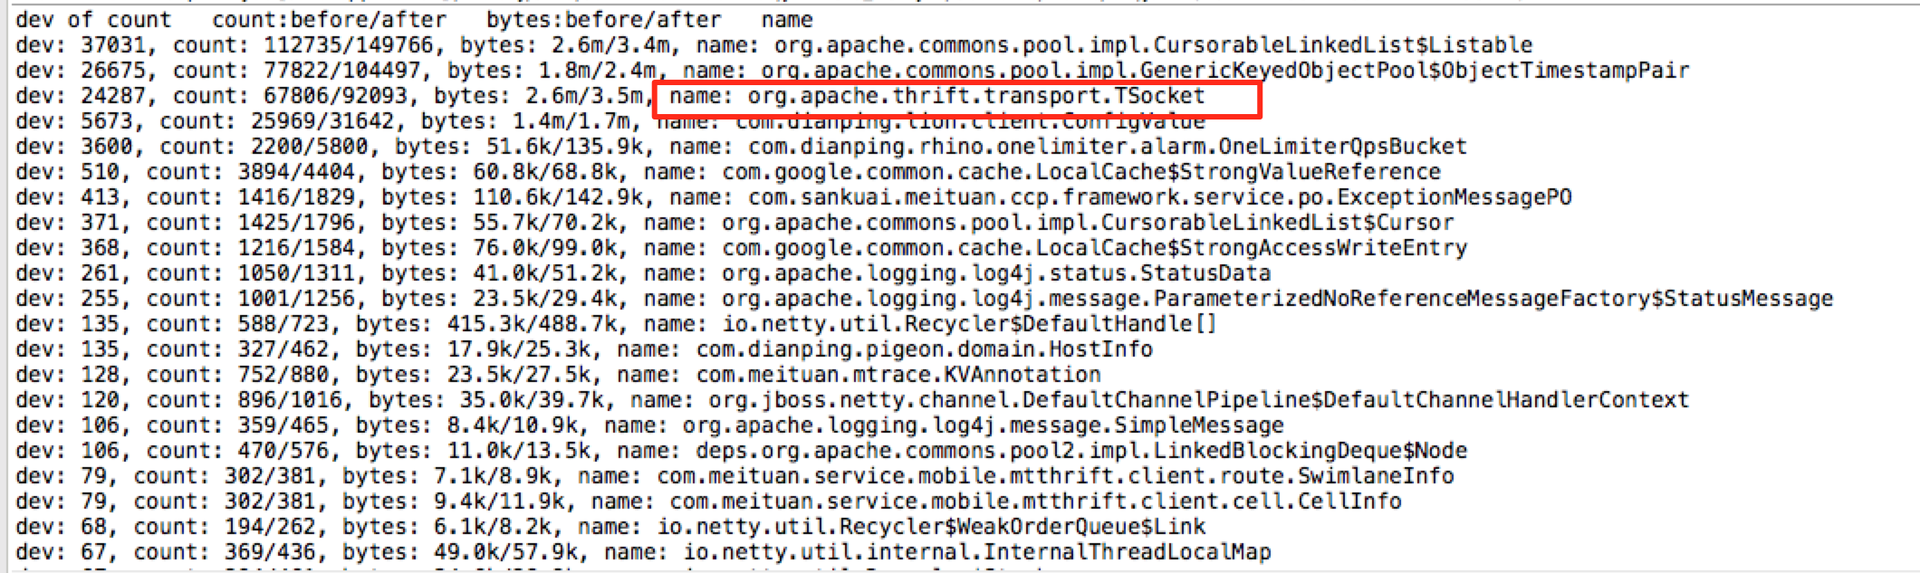 dev of count   count:before/after   bytes:before/after   name
dev: 37031, count: 112735/149766, bytes: 2.6m/3.4m, name: org.apache.commons.pool.impl.CursorableLinkedList$Listable
dev: 26675, count: 77822/104497, bytes: 1.8m/2.4m, name: org.apache.commons.pool.impl.GenericKeyedObjectPool$ObjectTimestampPair
dev: 24287, count: 67806/92093, bytes: 2.6m/3.5m, name: org.apache.thrift.transport.TSocket
dev: 5673, count: 25969/31642, bytes: 1.4m/1.7m, name: com.dianping.lion.client.ConfigValue
dev: 3600, count: 2200/5800, bytes: 51.6k/135.9k, name: com.dianping.rhino.onelimiter.alarm.OneLimiterQpsBucket
dev: 510, count: 3894/4404, bytes: 60.8k/68.8k, name: com.google.common.cache.LocalCache$StrongValueReference
dev: 413, count: 1416/1829, bytes: 110.6k/142.9k, name: com.sankuai.meituan.ccp.framework.service.po.ExceptionMessagePO
dev: 371, count: 1425/1796, bytes: 55.7k/70.2k, name: org.apache.commons.pool.impl.CursorableLinkedList$Cursor
dev: 368, count: 1216/1584, bytes: 76.0k/99.0k, name: com.google.common.cache.LocalCache$StrongAccessWriteEntry
dev: 261, count: 1050/1311, bytes: 41.0k/51.2k, name: org.apache.logging.log4j.status.StatusData
dev: 255, count: 1001/1256, bytes: 23.5k/29.4k, name: org.apache.logging.log4j.message.ParameterizedNoReferenceMessageFactory$StatusMessage
dev: 135, count: 588/723, bytes: 415.3k/488.7k, name: io.netty.util.Recycler$DefaultHandle[]
dev: 135, count: 327/462, bytes: 17.9k/25.3k, name: com.dianping.pigeon.domain.HostInfo
dev: 128, count: 752/880, bytes: 23.5k/27.5k, name: com.meituan.mtrace.KVAnnotation
dev: 120, count: 896/1016, bytes: 35.0k/39.7k, name: org.jboss.netty.channel.DefaultChannelPipeline$DefaultChannelHandlerContext
dev: 106, count: 359/465, bytes: 8.4k/10.9k, name: org.apache.logging.log4j.message.SimpleMessage
dev: 106, count: 470/576, bytes: 11.0k/13.5k, name: deps.org.apache.commons.pool2.impl.LinkedBlockingDeque$Node
dev: 79, count: 302/381, bytes: 7.1k/8.9k, name: com.meituan.service.mobile.mtthrift.client.route.SwimlaneInfo
dev: 79, count: 302/381, bytes: 9.4k/11.9k, name: com.meituan.service.mobile.mtthrift.client.cell.CellInfo
dev: 68, count: 194/262, bytes: 6.1k/8.2k, name: io.netty.util.Recycler$WeakOrderQueue$Link
dev: 67, count: 369/436, bytes: 49.0k/57.9k, name: io.netty.util.internal.InternalThreadLocalMap